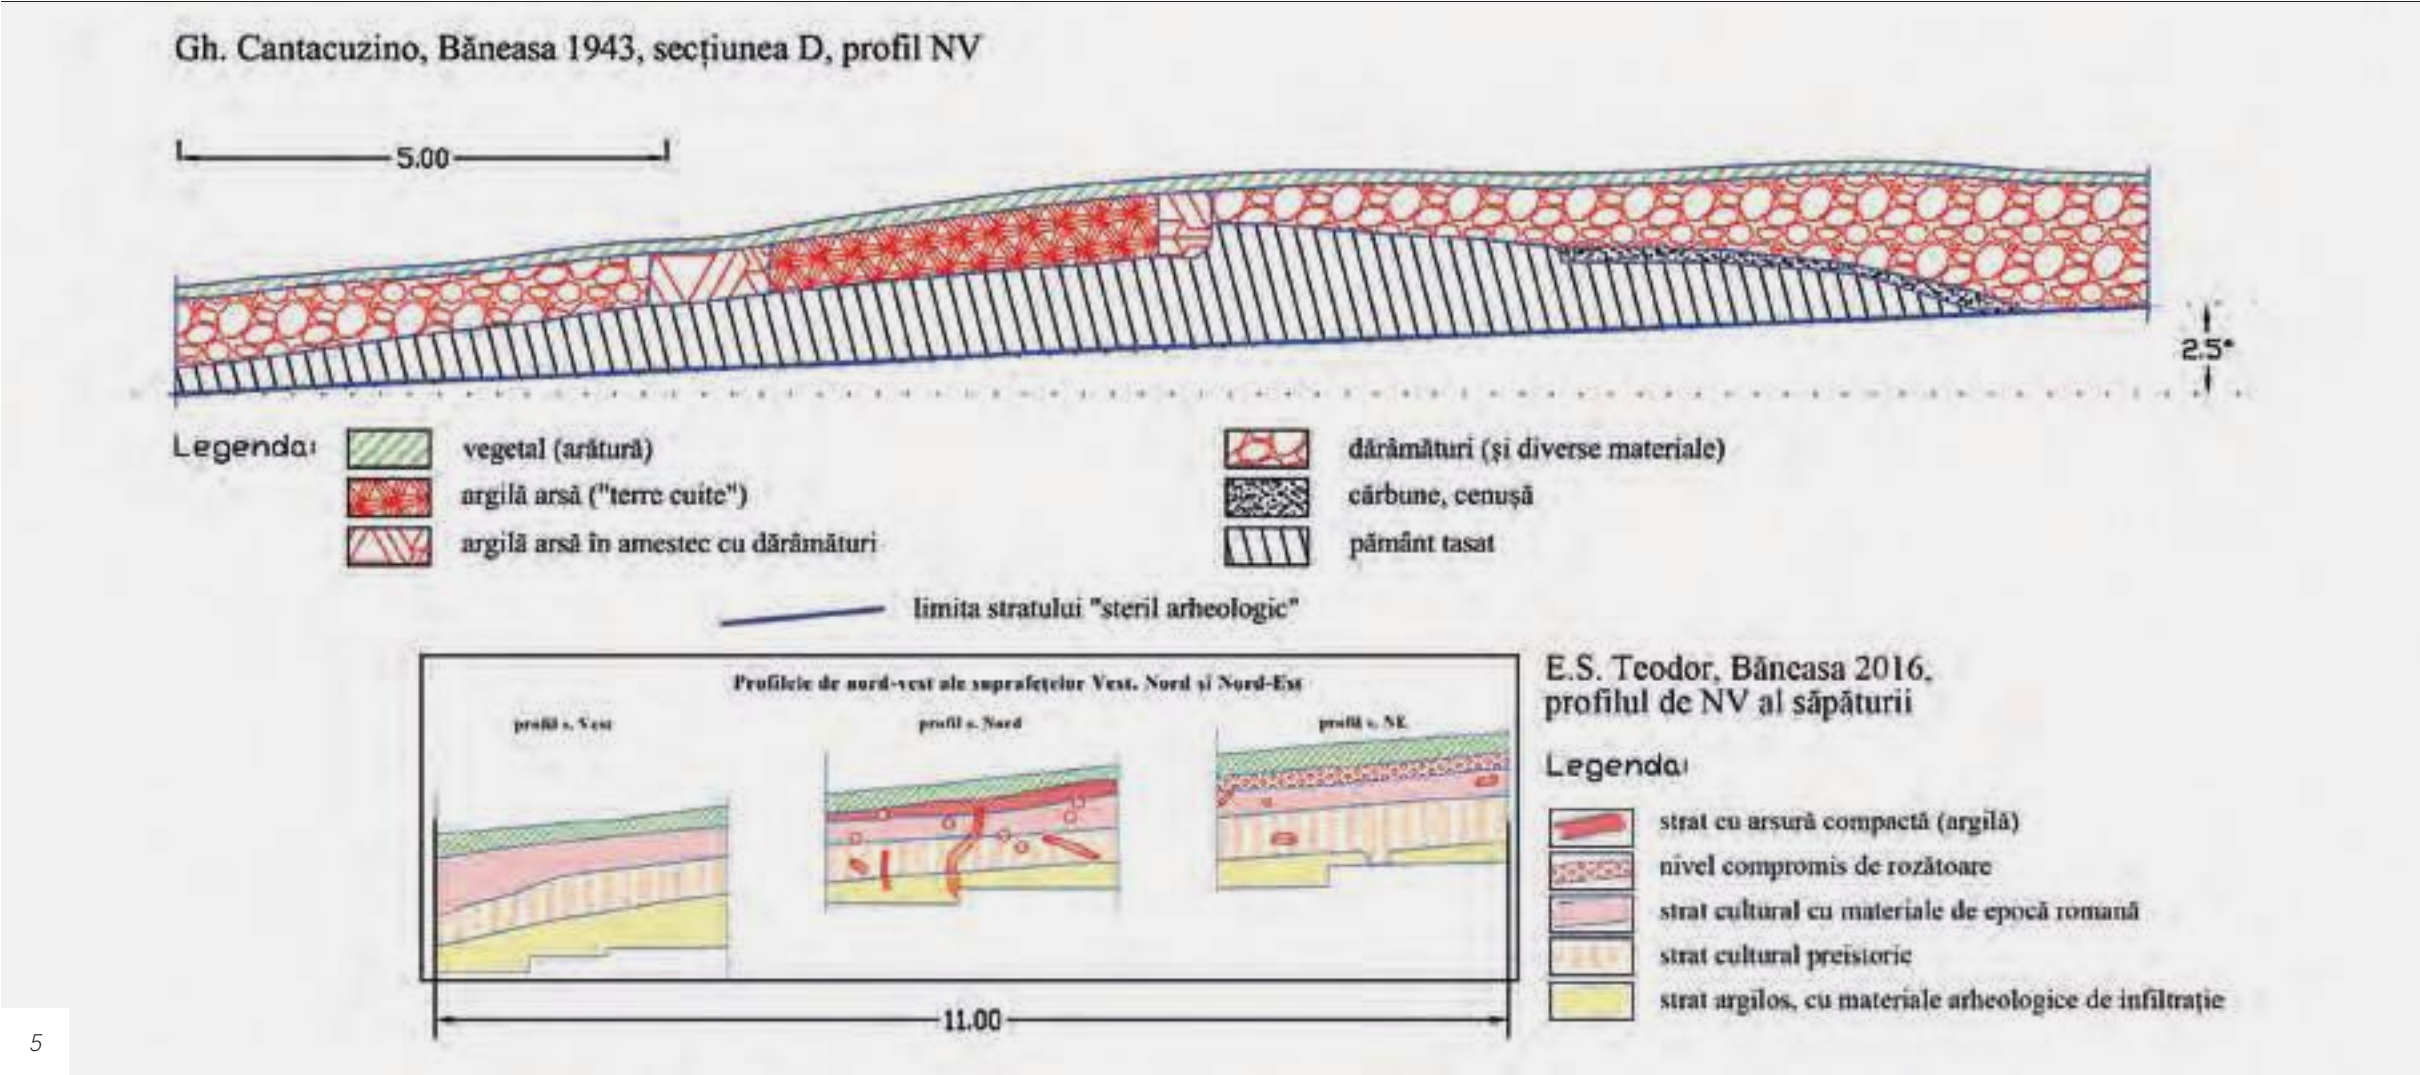 Gh. Cantacuzino, Băneasa 1943, secțiunea D, profil NV
5.00
2.5°
Legenda:
vegetal (arătură)
argilă arsă ("terre cuite")
argilă arsă în amestec cu dărâmături
dărâmături (și diverse materiale)
cărbune, cenușă
pământ tasat
limita stratului "steril arheologic"
Profilele de nord-vest ale suprafețelor Vest, Nord și Nord-Est
profil s. Vest
profil s. Nord
profil s. NE
11.00
E.S. Teodor, Băneasa 2016,
profilul de NV al săpăturii
Legenda:
strat cu arsură compactă (argilă)
nivel compromis de rozătoare
strat cultural cu materiale de epocă romană
strat cultural preistoric
strat argilos, cu materiale arheologice de infiltrație
5